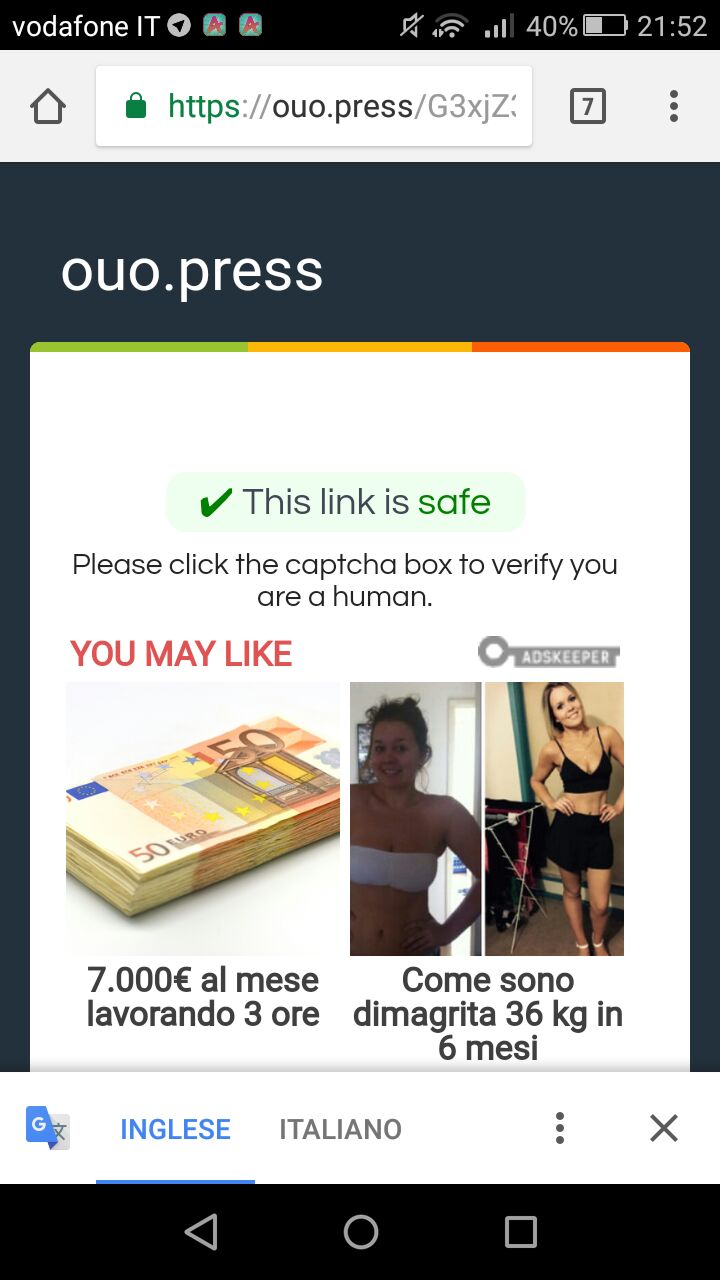 vodafone IT 40% 21:52
https://ouo.press/G3xjZ
7
ouo.press
✔ This link is safe
Please click the captcha box to verify you
are a human.
YOU MAY LIKE ADSKEEPER
50
50 EURO
7.000€ al mese
lavorando 3 ore
Come sono
dimagrita 36 kg in
6 mesi
G 文 INGLESE ITALIANO